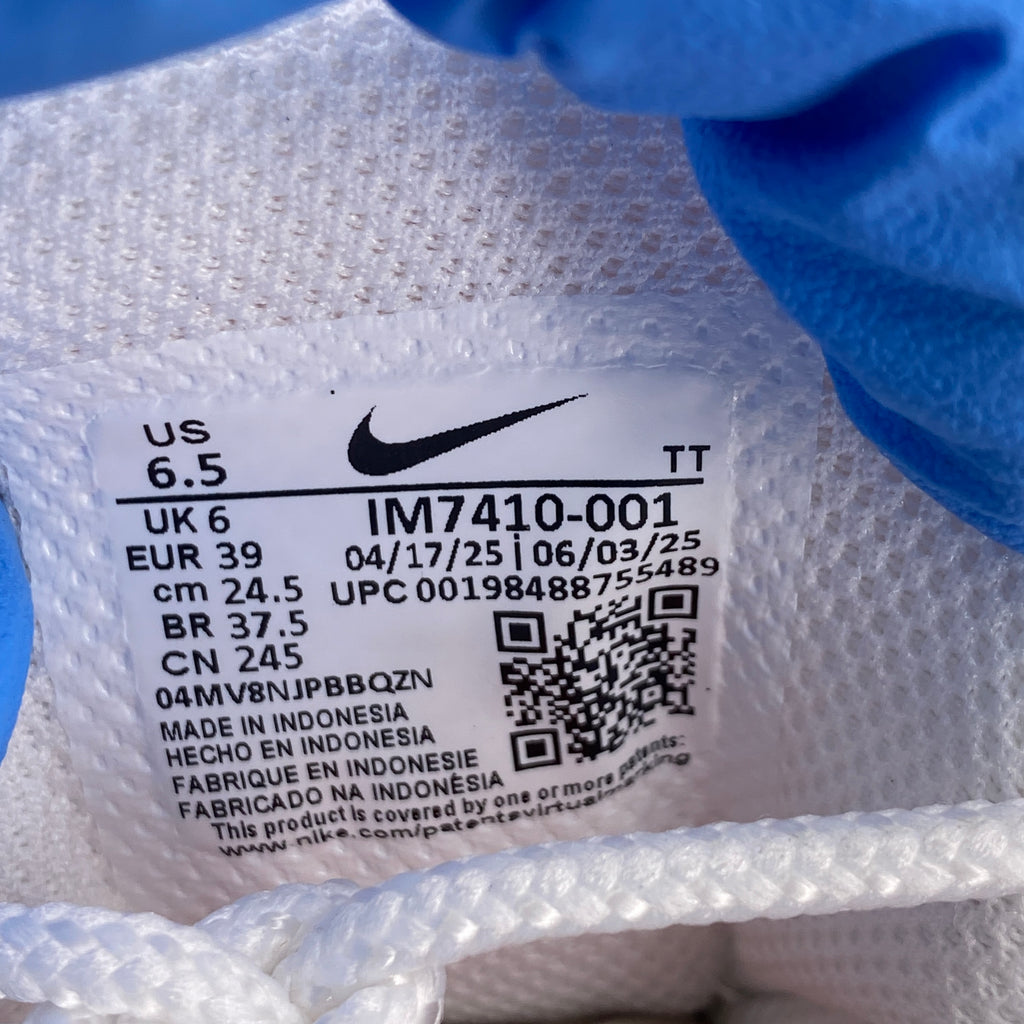 US
6.5
TT
UK 6
IM7410-001
EUR 39
04/17/25 | 06/03/25
cm 24.5
UPC 00198488755489
BR 37.5
CN 245
04MV8NJPBBQZN
MADE IN INDONESIA
HECHO EN INDONESIA
FABRIQUE EN INDONESIE
FABRICADO NA INDONÉSIA
This product is covered by one or more patents:
www.nike.com/patentsvirtualmarking